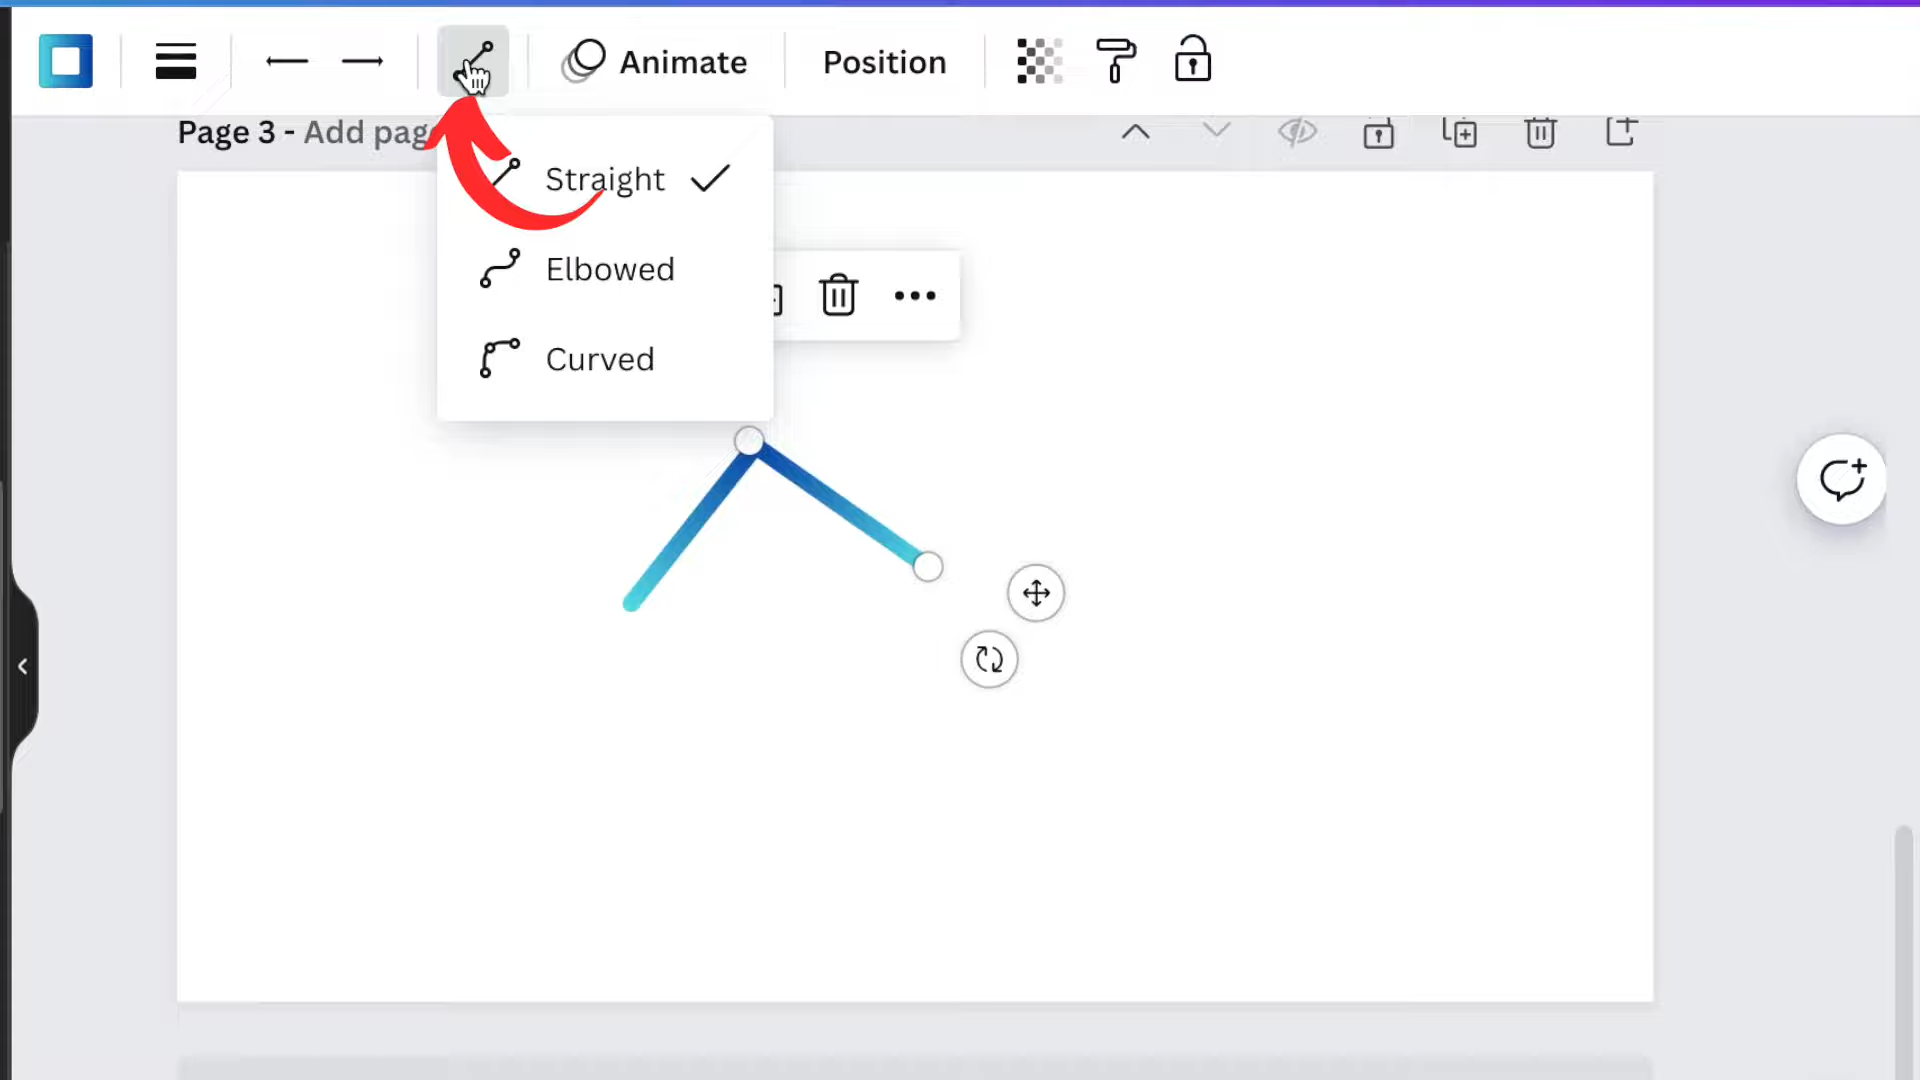 Animate
Position
Page 3 - Add pag
Straight
Elbowed
Curved